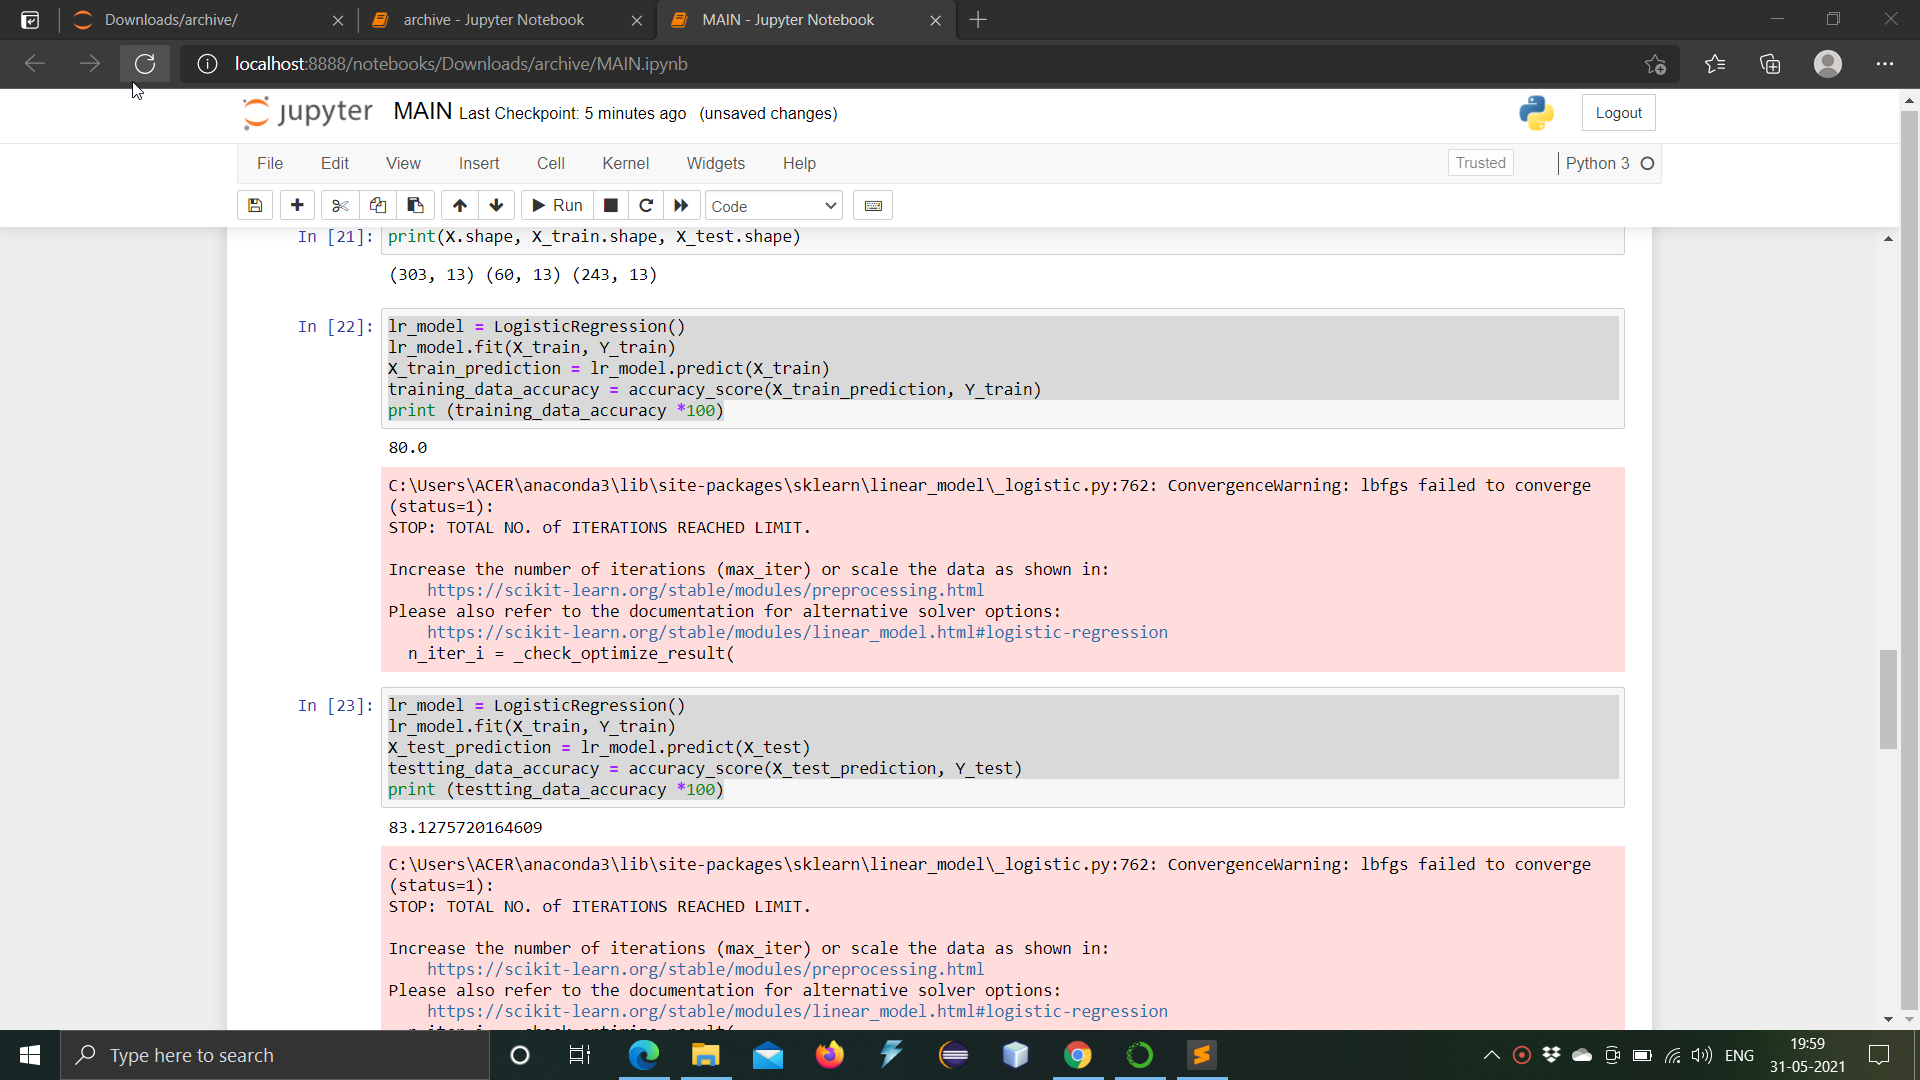 Downloads/archive/
archive - Jupyter Notebook
MAIN - Jupyter Notebook
localhost:8888/notebooks/Downloads/archive/MAIN.ipynb
jupyter MAIN Last Checkpoint: 5 minutes ago (unsaved changes)
Logout
File Edit View Insert Cell Kernel Widgets Help
Trusted
Python 3
Run
Code
In [21]: print(X.shape, X_train.shape, X_test.shape)
(303, 13) (60, 13) (243, 13)
In [22]: lr_model = LogisticRegression()
lr_model.fit(X_train, Y_train)
X_train_prediction = lr_model.predict(X_train)
training_data_accuracy = accuracy_score(X_train_prediction, Y_train)
print (training_data_accuracy *100)
80.0
C:\Users\ACER\anaconda3\lib\site-packages\sklearn\linear_model\_logistic.py:762: ConvergenceWarning: lbfgs failed to converge
(status=1):
STOP: TOTAL NO. of ITERATIONS REACHED LIMIT.
Increase the number of iterations (max_iter) or scale the data as shown in:
https://scikit-learn.org/stable/modules/preprocessing.html
Please also refer to the documentation for alternative solver options:
https://scikit-learn.org/stable/modules/linear_model.html#logistic-regression
n_iter_i = _check_optimize_result(
In [23]: lr_model = LogisticRegression()
lr_model.fit(X_train, Y_train)
X_test_prediction = lr_model.predict(X_test)
testting_data_accuracy = accuracy_score(X_test_prediction, Y_test)
print (testting_data_accuracy *100)
83.1275720164609
C:\Users\ACER\anaconda3\lib\site-packages\sklearn\linear_model\_logistic.py:762: ConvergenceWarning: lbfgs failed to converge
(status=1):
STOP: TOTAL NO. of ITERATIONS REACHED LIMIT.
Increase the number of iterations (max_iter) or scale the data as shown in:
https://scikit-learn.org/stable/modules/preprocessing.html
Please also refer to the documentation for alternative solver options:
https://scikit-learn.org/stable/modules/linear_model.html#logistic-regression
Type here to search
ENG
19:59
31-05-2021